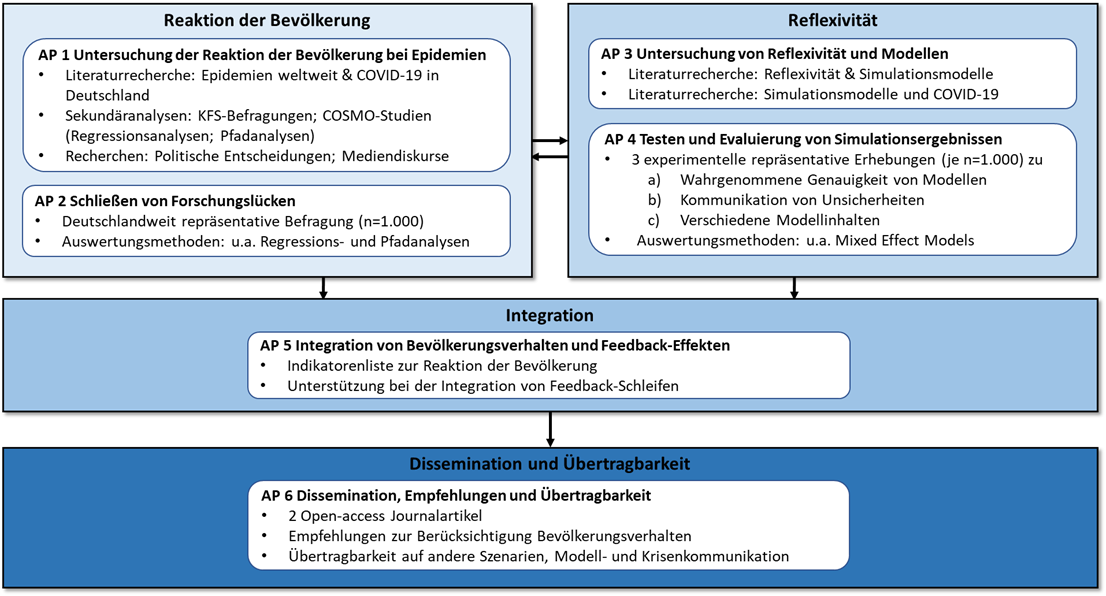 Reaktion der Bevölkerung
AP 1 Untersuchung der Reaktion der Bevölkerung bei Epidemien
• Literaturrecherche: Epidemien weltweit & COVID-19 in
Deutschland
• Sekundäranalysen: KFS-Befragungen; COSMO-Studien
(Regressionsanalysen; Pfadanalysen)
• Recherchen: Politische Entscheidungen; Mediendiskurse
AP 2 Schließen von Forschungslücken
• Deutschlandweit repräsentative Befragung (n=1.000)
• Auswertungsmethoden: u.a. Regressions- und Pfadanalysen
Reflexivität
AP 3 Untersuchung von Reflexivität und Modellen
• Literaturrecherche: Reflexivität & Simulationsmodelle
• Literaturrecherche: Simulationsmodelle und COVID-19
AP 4 Testen und Evaluierung von Simulationsergebnissen
• 3 experimentelle repräsentative Erhebungen (je n=1.000) zu
a) Wahrgenommene Genauigkeit von Modellen
b) Kommunikation von Unsicherheiten
c) Verschiedene Modellinhalten
• Auswertungsmethoden: u.a. Mixed Effect Models
Integration
AP 5 Integration von Bevölkerungsverhalten und Feedback-Effekten
• Indikatorenliste zur Reaktion der Bevölkerung
• Unterstützung bei der Integration von Feedback-Schleifen
Dissemination und Übertragbarkeit
AP 6 Dissemination, Empfehlungen und Übertragbarkeit
• 2 Open-access Journalartikel
• Empfehlungen zur Berücksichtigung Bevölkerungsverhalten
• Übertragbarkeit auf andere Szenarien, Modell- und Krisenkommunikation